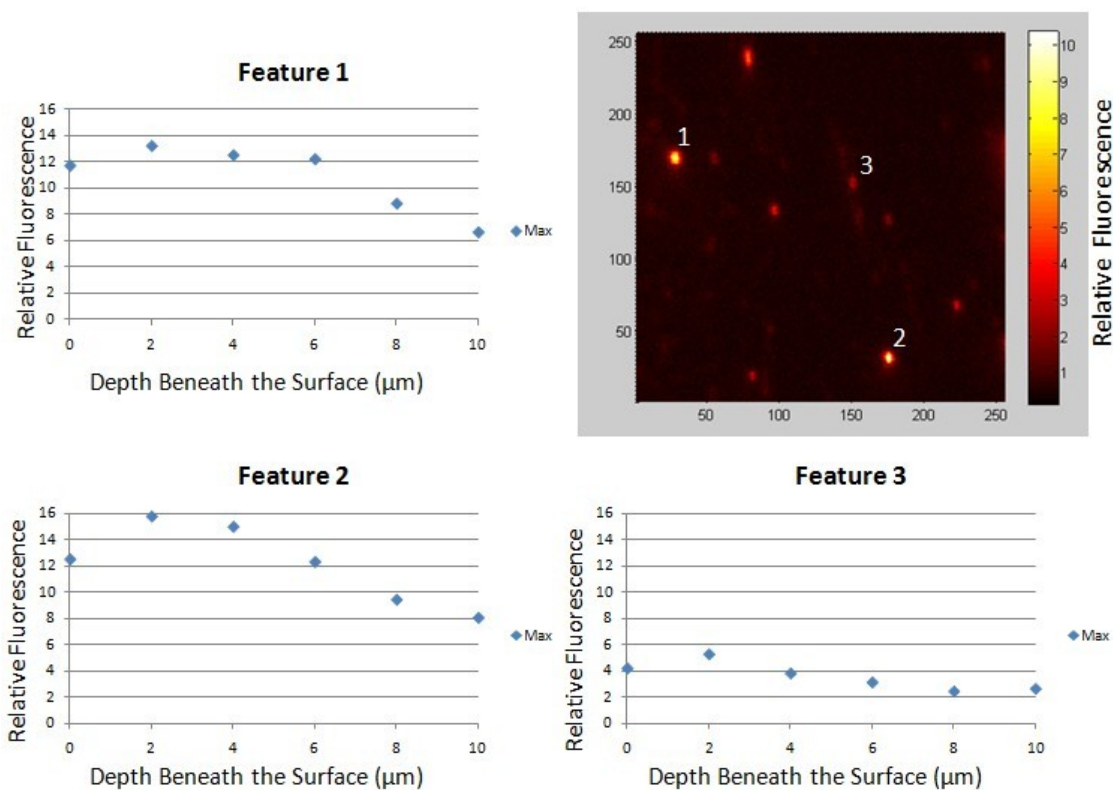 Feature 1
Relative Fluorescence
16
14
12
10
8
6
4
2
0
0 2 4 6 8 10
Max
Depth Beneath the Surface (µm)
250
200
150
100
50
50 100 150 200 250
1
3
2
10
9
8
7
6
5
4
3
2
1
Relative Fluorescence
Feature 2
Relative Fluorescence
16
14
12
10
8
6
4
2
0
0 2 4 6 8 10
Max
Depth Beneath the Surface (µm)
Feature 3
Relative Fluorescence
16
14
12
10
8
6
4
2
0
0 2 4 6 8 10
Max
Depth Beneath the Surface (µm)